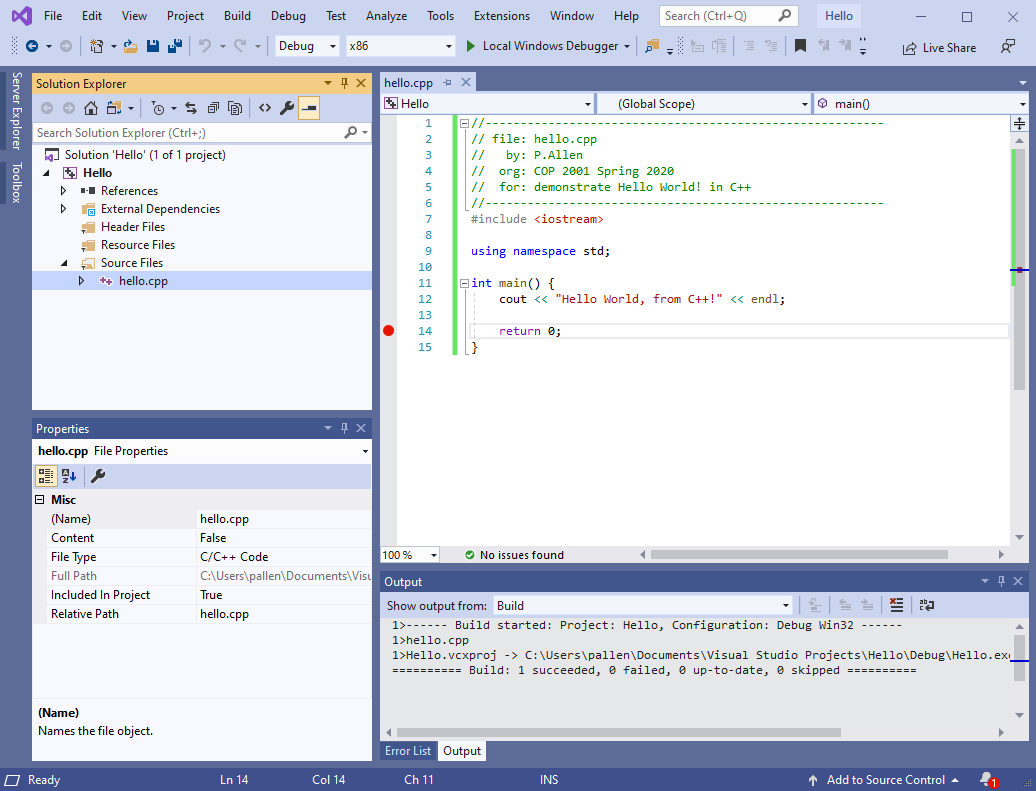 File Edit View Project Build Debug Test Analyze Tools Extensions Window Help Search (Ctrl+Q) Hello
Debug x86 Local Windows Debugger Live Share
Server Explorer
Toolbox
Solution Explorer
Search Solution Explorer (Ctrl+;)
Solution 'Hello' (1 of 1 project)
Hello
References
External Dependencies
Header Files
Resource Files
Source Files
hello.cpp
Properties
hello.cpp File Properties
Misc
(Name) hello.cpp
Content False
File Type C/C++ Code
Full Path C:\Users\pallen\Documents\Visu
Included In Project True
Relative Path hello.cpp
(Name)
Names the file object.
hello.cpp
Hello (Global Scope) main()
1 //---------------------------------------------------------
2 // file: hello.cpp
3 //   by: P.Allen
4 //  org: COP 2001 Spring 2020
5 //  for: demonstrate Hello World! in C++
6 //---------------------------------------------------------
7 #include <iostream>
8
9 using namespace std;
10
11 int main() {
12     cout << "Hello World, from C++!" << endl;
13
14     return 0;
15 }
100 % No issues found
Output
Show output from: Build
1>------ Build started: Project: Hello, Configuration: Debug Win32 ------
1>hello.cpp
1>Hello.vcxproj -> C:\Users\pallen\Documents\Visual Studio Projects\Hello\Debug\Hello.exe
========== Build: 1 succeeded, 0 failed, 0 up-to-date, 0 skipped ==========
Error List Output
Ready Ln 14 Col 14 Ch 11 INS Add to Source Control 1